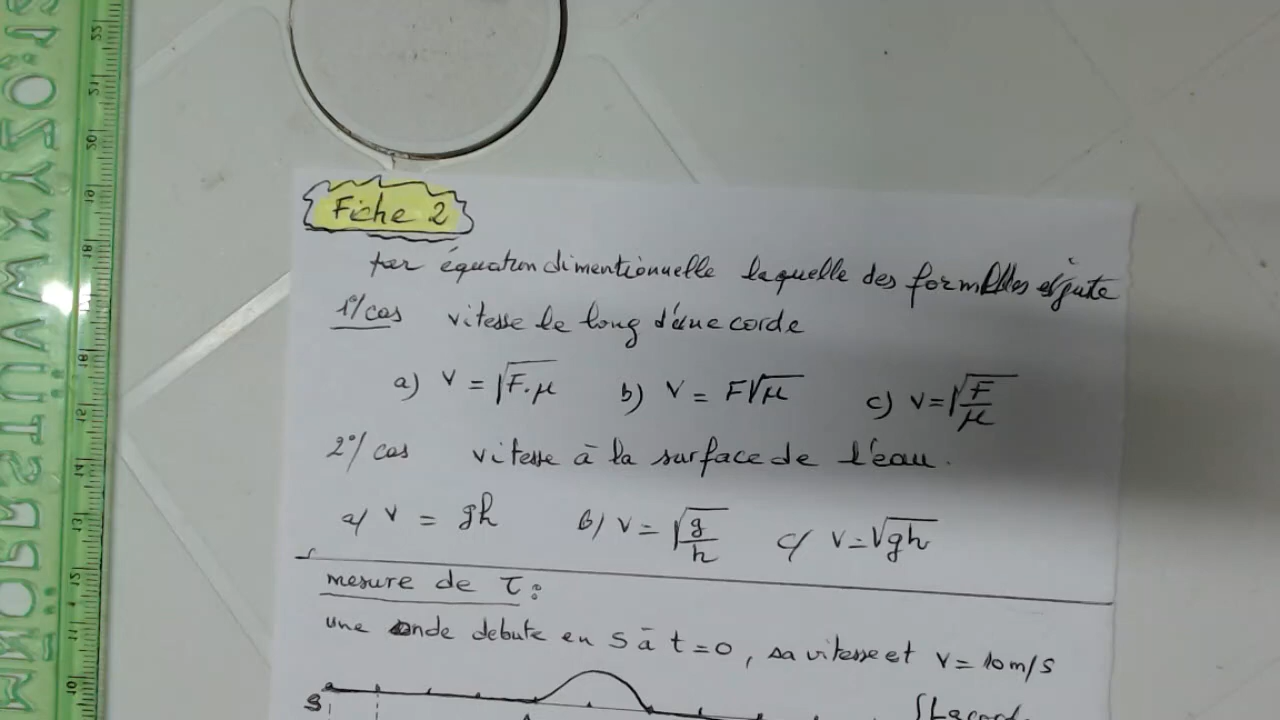 Fiche 2
par équation dimentionnelle laquelle des formules est juste
1°/ cas vitesse le long d'une corde
a) V = √F.μ b) V = F√μ c) V = √F/μ
2°/ cas vitesse à la surface de l'eau.
a/ V = gh b/ V = √g/h c/ V = √gh
mesure de τ :
une onde debute en S à t = 0, sa vitesse et V = 10 m/s
S